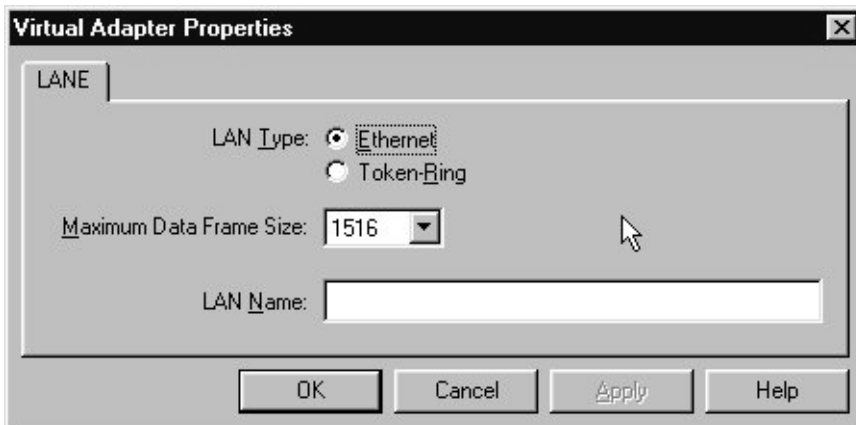 Virtual Adapter Properties
LANE
LAN Type: Ethernet
Token-Ring
Maximum Data Frame Size: 1516
LAN Name:
OK Cancel Apply Help